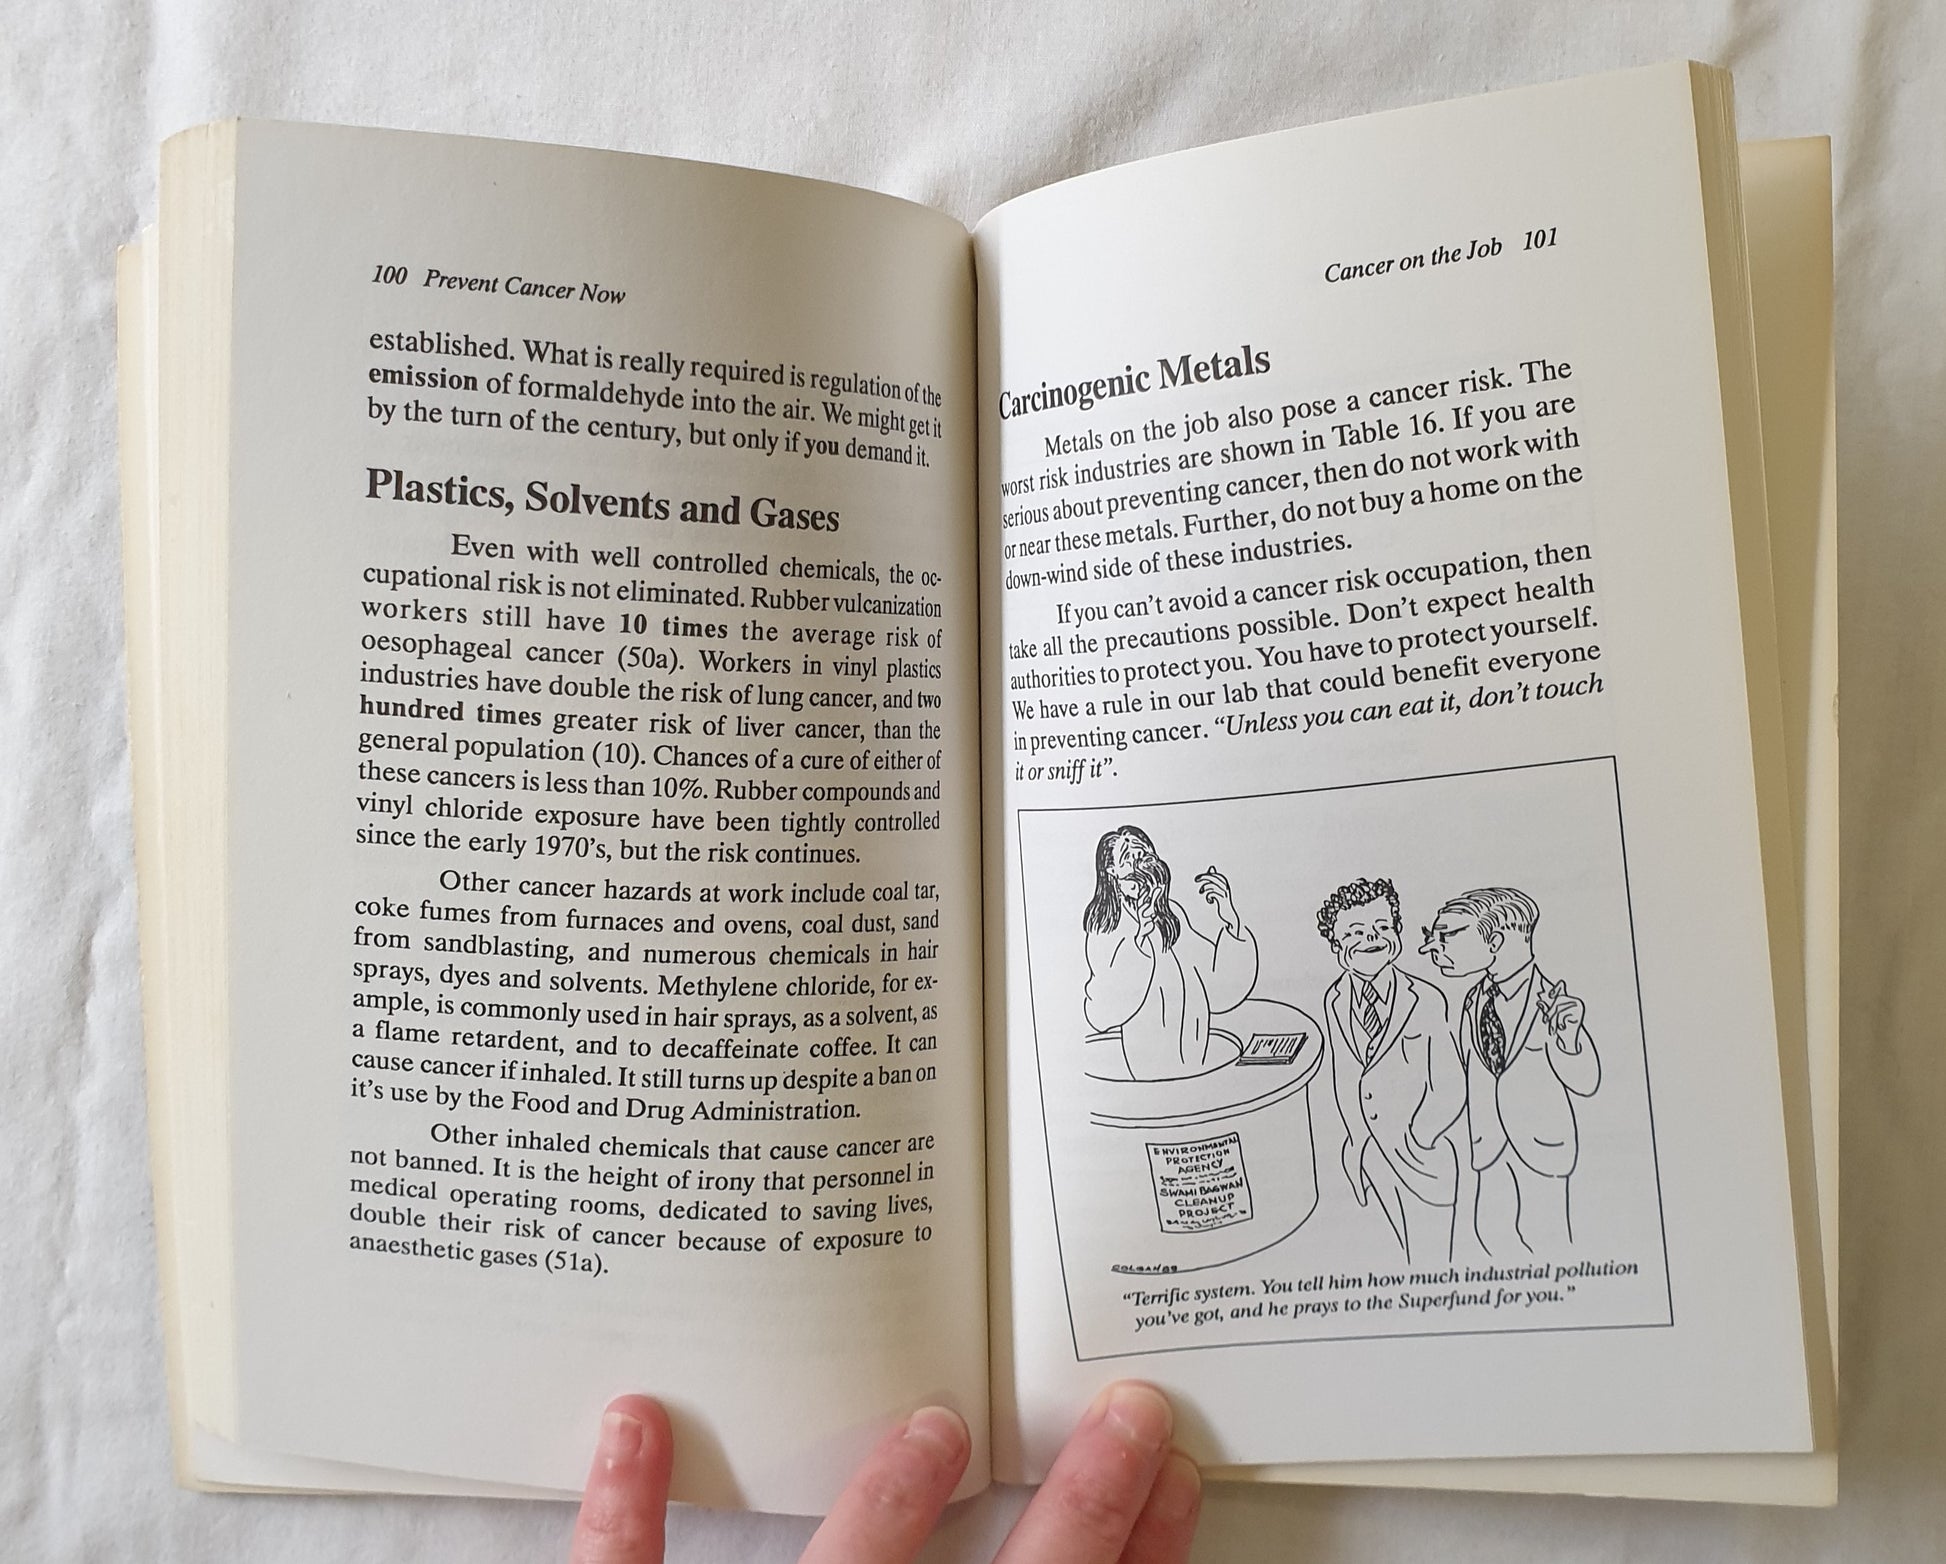 100 Prevent Cancer Now
established. What is really required is regulation of the
emission of formaldehyde into the air. We might get it
by the turn of the century, but only if you demand it.
Plastics, Solvents and Gases
Even with well controlled chemicals, the oc-
cupational risk is not eliminated. Rubber vulcanization
workers still have 10 times the average risk of
oesophageal cancer (50a). Workers in vinyl plastics
industries have double the risk of lung cancer, and two
hundred times greater risk of liver cancer, than the
general population (10). Chances of a cure of either of
these cancers is less than 10%. Rubber compounds and
vinyl chloride exposure have been tightly controlled
since the early 1970's, but the risk continues.
Other cancer hazards at work include coal tar,
coke fumes from furnaces and ovens, coal dust, sand
from sandblasting, and numerous chemicals in hair
sprays, dyes and solvents. Methylene chloride, for ex-
ample, is commonly used in hair sprays, as a solvent, as
a flame retardent, and to decaffeinate coffee. It can
cause cancer if inhaled. It still turns up despite a ban on
it's use by the Food and Drug Administration.
Other inhaled chemicals that cause cancer are
not banned. It is the height of irony that personnel in
medical operating rooms, dedicated to saving lives,
double their risk of cancer because of exposure to
anaesthetic gases (51a).
Cancer on the Job 101
Carcinogenic Metals
Metals on the job also pose a cancer risk. The
worst risk industries are shown in Table 16. If you are
serious about preventing cancer, then do not work with
or near these metals. Further, do not buy a home on the
down-wind side of these industries.
If you can't avoid a cancer risk occupation, then
take all the precautions possible. Don't expect health
authorities to protect you. You have to protect yourself.
We have a rule in our lab that could benefit everyone
in preventing cancer. "Unless you can eat it, don't touch
it or sniff it".
ENVIRONMENTAL
PROTECTION
AGENCY
SWAMI BAGWAN
CLEANUP
PROJECT
"Terrific system. You tell him how much industrial pollution
you've got, and he prays to the Superfund for you."